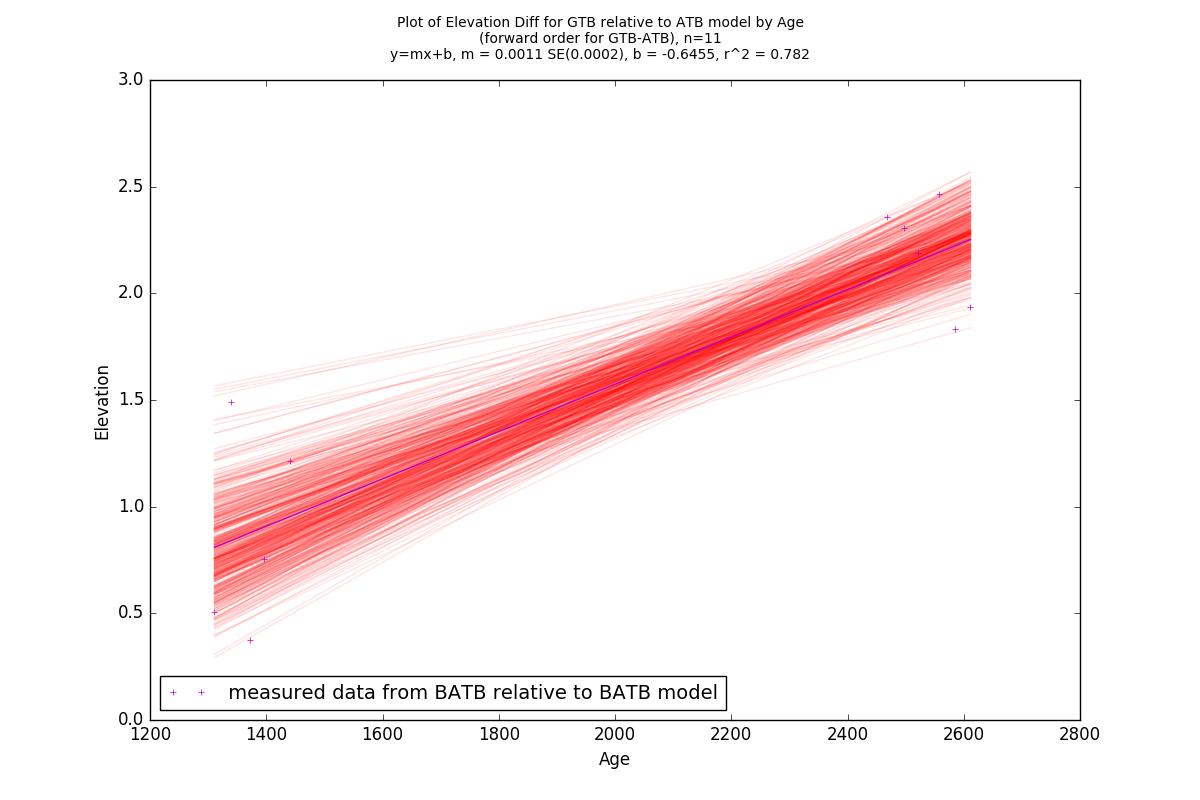 Plot of Elevation Diff for GTB relative to ATB model by Age
(forward order for GTB-ATB), n=11
y=mx+b, m = 0.0011 SE(0.0002), b = -0.6455, r^2 = 0.782
3.0
2.5
2.0
1.5
1.0
0.5
0.0
Elevation
measured data from BATB relative to BATB model
1200 1400 1600 1800 2000 2200 2400 2600 2800
Age